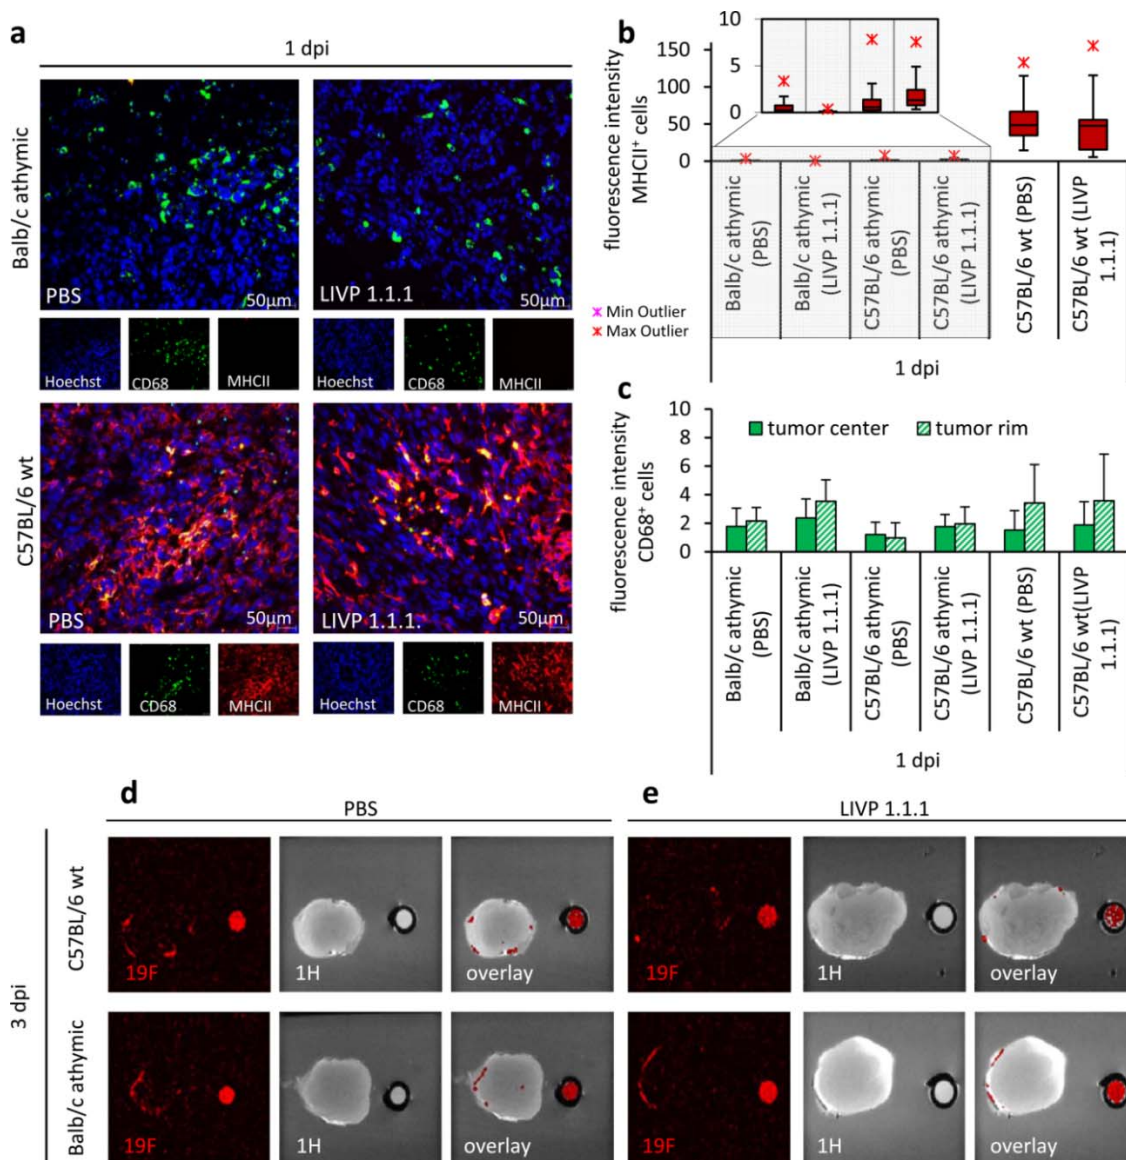 a
1 dpi
Balb/c athymic
PBS
50µm
LIVP 1.1.1
50µm
Hoechst
CD68
MHCII
Hoechst
CD68
MHCII
C57BL/6 wt
PBS
50µm
LIVP 1.1.1.
50µm
Hoechst
CD68
MHCII
Hoechst
CD68
MHCII
b
fluorescence intensity
MHCII⁺ cells
10
5
0
150
100
50
0
Balb/c athymic
(PBS)
Balb/c athymic
(LIVP 1.1.1)
C57BL/6 athymic
(PBS)
C57BL/6 athymic
(LIVP 1.1.1)
C57BL/6 wt (PBS)
C57BL/6 wt (LIVP
1.1.1)
Min Outlier
Max Outlier
1 dpi
c
fluorescence intensity
CD68⁺ cells
10
8
6
4
2
0
tumor center
tumor rim
Balb/c athymic
(PBS)
Balb/c athymic
(LIVP 1.1.1)
C57BL/6 athymic
(PBS)
C57BL/6 athymic
(LIVP 1.1.1)
C57BL/6 wt (PBS)
C57BL/6 wt(LIVP
1.1.1)
1 dpi
d
PBS
e
LIVP 1.1.1
3 dpi
C57BL/6 wt
19F
1H
overlay
19F
1H
overlay
Balb/c athymic
19F
1H
overlay
19F
1H
overlay